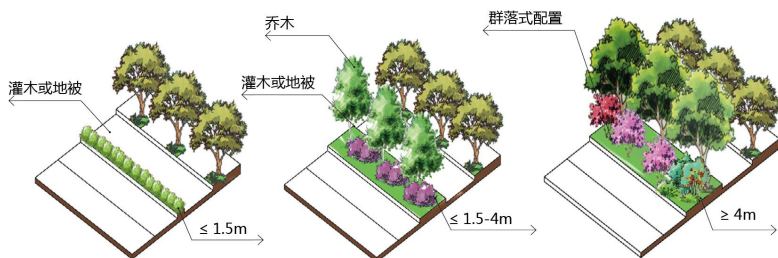 灌木或地被
≤ 1.5m
乔木
灌木或地被
≤ 1.5-4m
群落式配置
≥ 4m